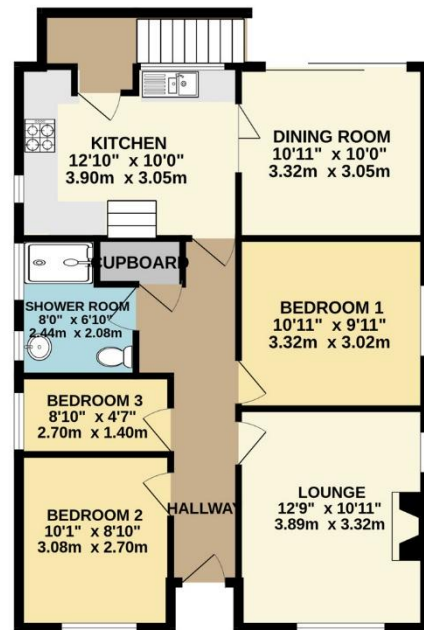 KITCHEN
12'10" x 10'0"
3.90m x 3.05m
DINING ROOM
10'11" x 10'0"
3.32m x 3.05m
CUPBOARD
SHOWER ROOM
8'0" x 6'10"
2.44m x 2.08m
BEDROOM 1
10'11" x 9'11"
3.32m x 3.02m
BEDROOM 3
8'10" x 4'7"
2.70m x 1.40m
BEDROOM 2
10'1" x 8'10"
3.08m x 2.70m
HALLWAY
LOUNGE
12'9" x 10'11"
3.89m x 3.32m